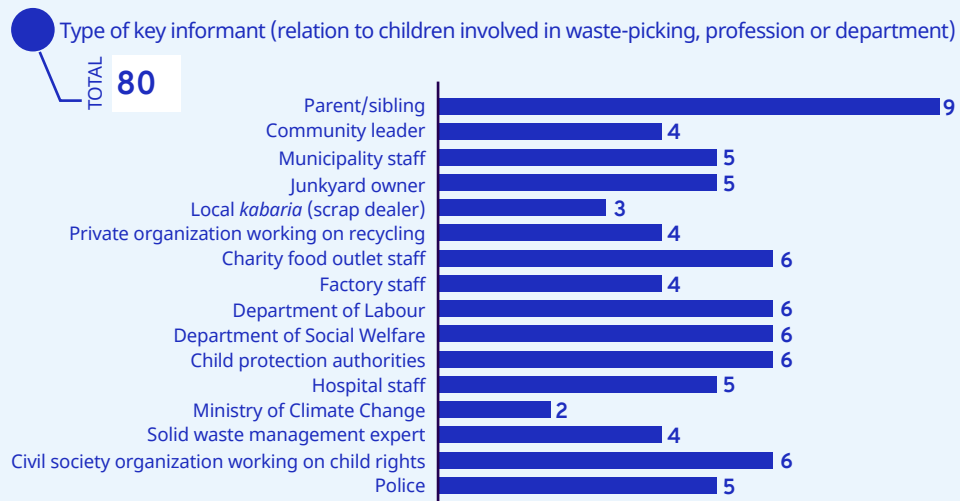 Type of key informant (relation to children involved in waste-picking, profession or department)
TOTAL 80
Parent/sibling 9
Community leader 4
Municipality staff 5
Junkyard owner 5
Local kabaria (scrap dealer) 3
Private organization working on recycling 4
Charity food outlet staff 6
Factory staff 4
Department of Labour 6
Department of Social Welfare 6
Child protection authorities 6
Hospital staff 5
Ministry of Climate Change 2
Solid waste management expert 4
Civil society organization working on child rights 6
Police 5